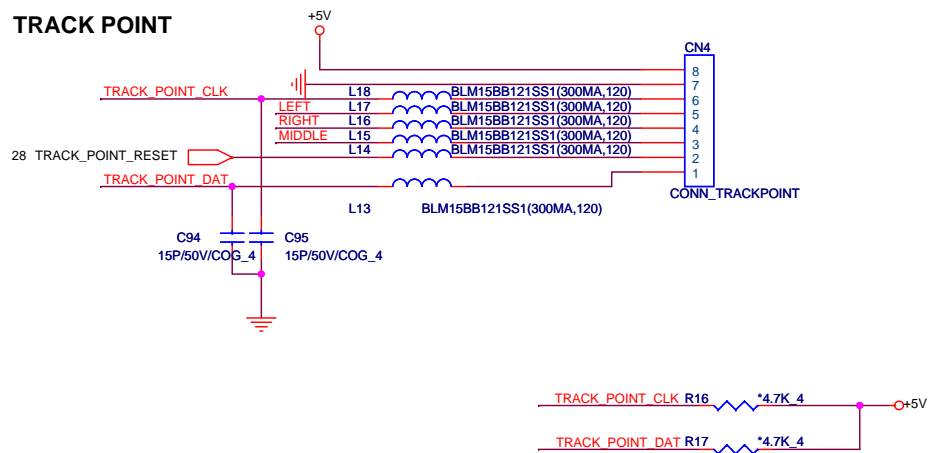 TRACK POINT
+5V
CN4
8
7
TRACK_POINT_CLK L18 BLM15BB121SS1(300MA,120) 6
LEFT L17 BLM15BB121SS1(300MA,120) 5
RIGHT L16 BLM15BB121SS1(300MA,120) 4
MIDDLE L15 BLM15BB121SS1(300MA,120) 3
28 TRACK_POINT_RESET L14 BLM15BB121SS1(300MA,120) 2
TRACK_POINT_DAT 1
CONN_TRACKPOINT
L13 BLM15BB121SS1(300MA,120)
C94 C95
15P/50V/COG_4 15P/50V/COG_4
TRACK_POINT_CLK R16 *4.7K_4 +5V
TRACK_POINT_DAT R17 *4.7K_4